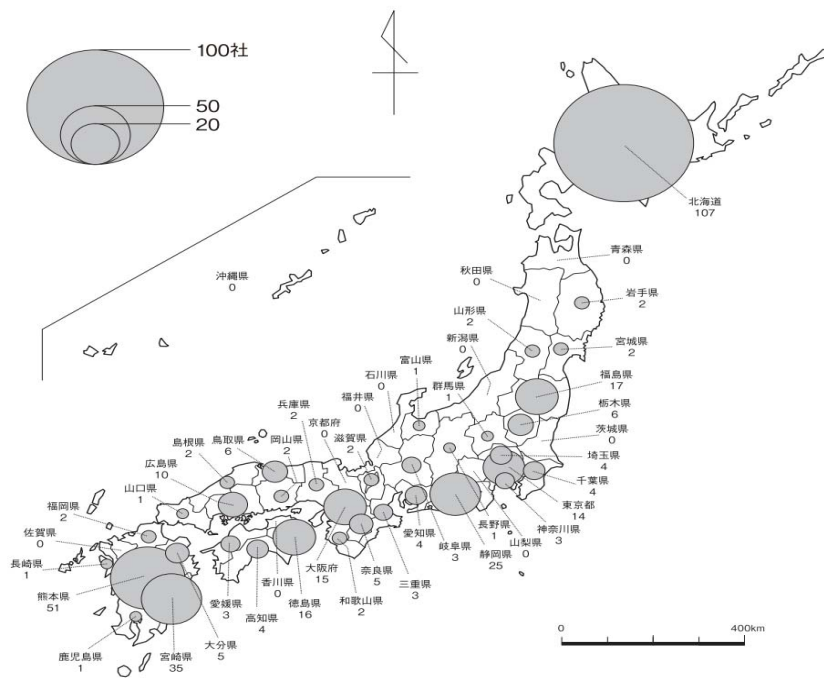 100社
50
20
北海道
107
青森県
0
秋田県
0
岩手県
2
山形県
2
宮城県
2
新潟県
0
福島県
17
富山県
1
石川県
0
群馬県
1
栃木県
6
福井県
0
茨城県
0
兵庫県
2
京都府
0
滋賀県
2
埼玉県
4
千葉県
4
東京都
14
神奈川県
3
山梨県
0
長野県
1
静岡県
25
岐阜県
3
愛知県
4
三重県
3
奈良県
5
和歌山県
2
大阪府
15
島根県
2
鳥取県
6
岡山県
2
広島県
10
山口県
1
徳島県
16
香川県
0
高知県
4
愛媛県
3
福岡県
2
佐賀県
0
長崎県
1
熊本県
51
大分県
5
宮崎県
35
鹿児島県
1
沖縄県
0
0
400km